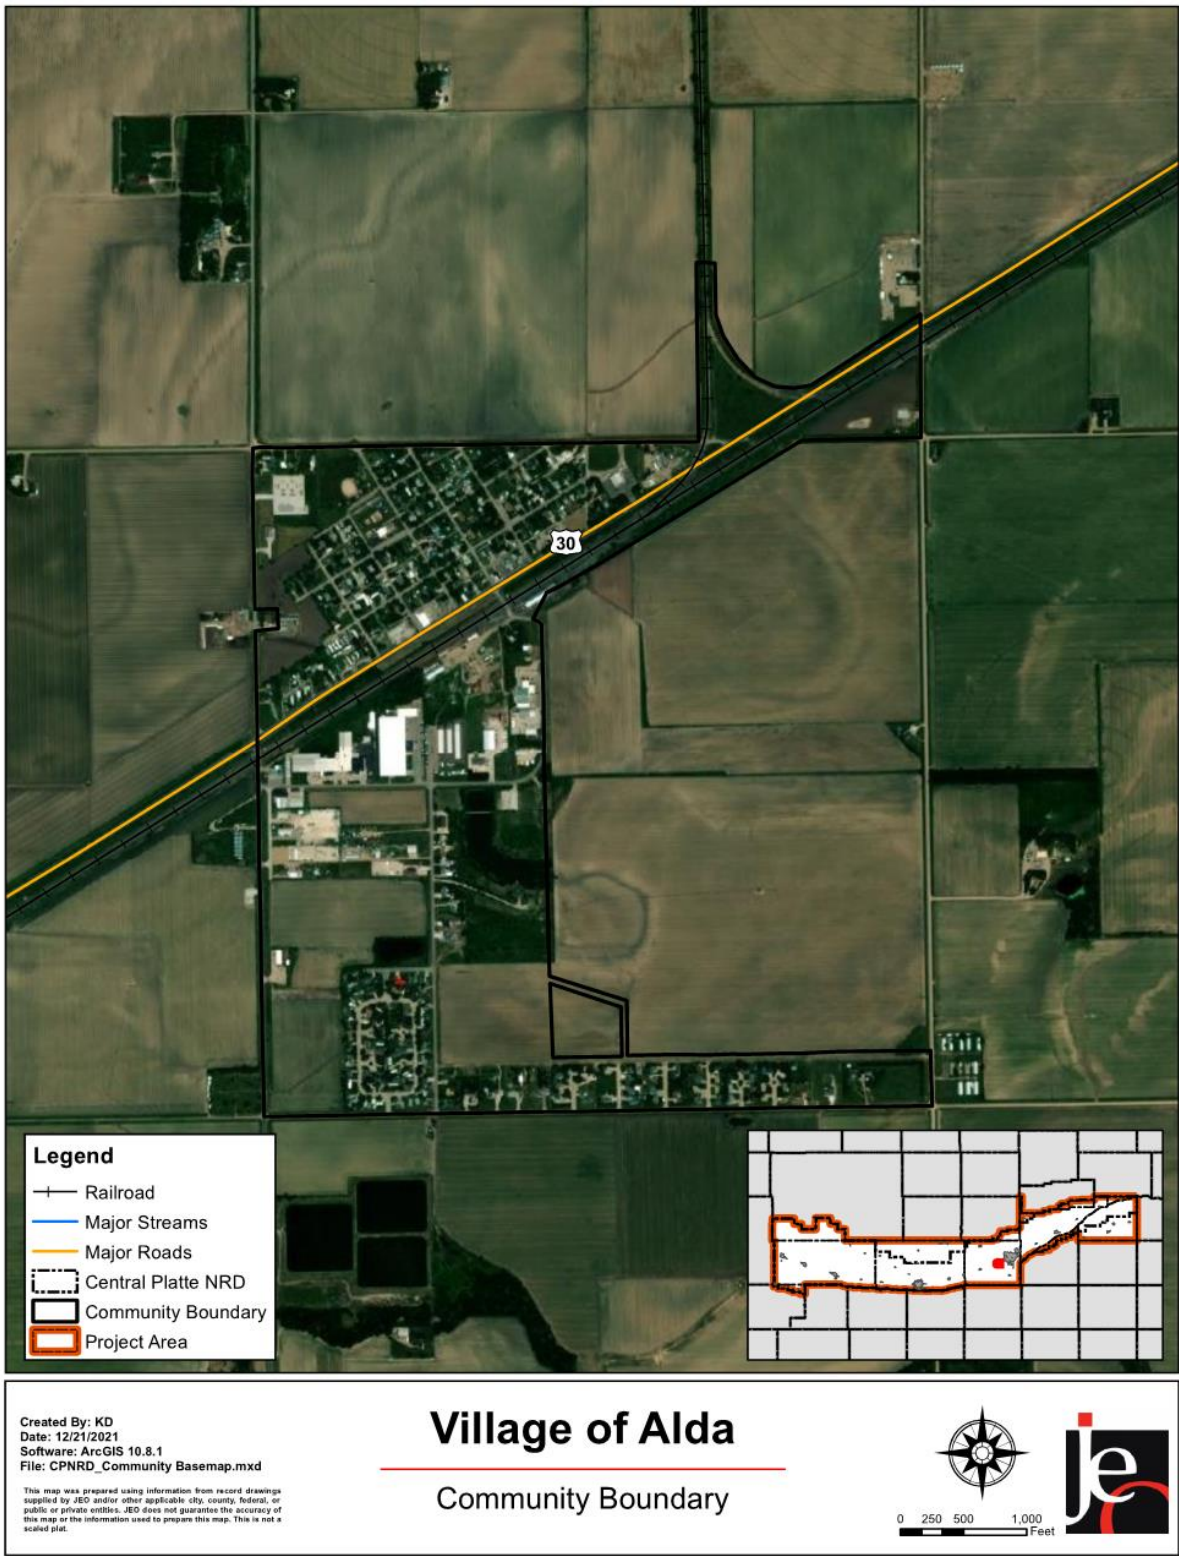 30
Legend
Railroad
Major Streams
Major Roads
Central Platte NRD
Community Boundary
Project Area
Created By: KD
Date: 12/21/2021
Software: ArcGIS 10.8.1
File: CPNRD_Community Basemap.mxd
This map was prepared using information from record drawings
supplied by JEO and/or other applicable city, county, federal, or
public or private entities. JEO does not guarantee the accuracy of
this map or the information used to prepare this map. This is not a
scaled plat.
Village of Alda
Community Boundary
0 250 500 1,000
Feet
jeo